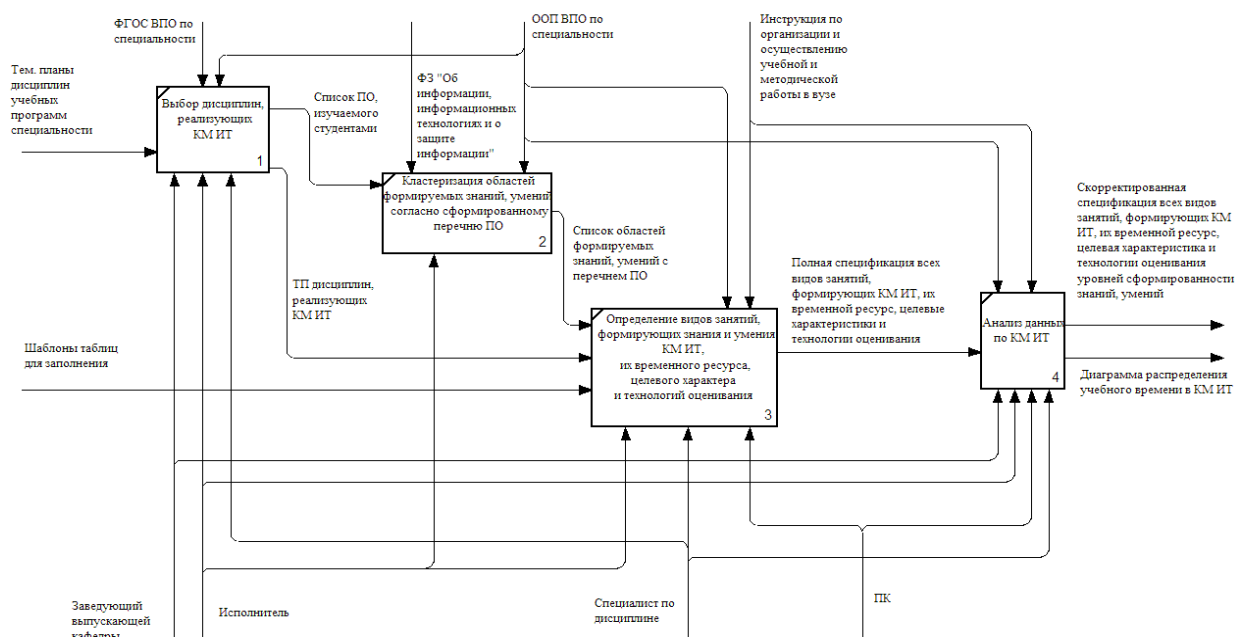 ФГОС ВПО по
специальности
ООП ВПО по
специальности
Инструкция по
организации и
осуществлению
учебной и
методической
работы в вузе
Тем. планы
дисциплин
учебных
программ
специальности
Выбор дисциплин,
реализующих
КМ ИТ
1
Список ПО,
изучаемого
студентами
ФЗ "Об
информации,
информационных
технологиях и о
защите
информации"
Кластеризация областей
формируемых знаний, умений
согласно сформированному
перечню ПО
2
Список областей
формируемых
знаний, умений с
перечнем ПО
ТП дисциплин,
реализующих
КМ ИТ
Шаблоны таблиц
для заполнения
Определение видов занятий,
формирующих знания и умения
КМ ИТ,
их временного ресурса,
целевого характера
и технологий оценивания
3
Полная спецификация всех
видов занятий,
формирующих КМ ИТ, их
временной ресурс, целевые
характеристики и
технологии оценивания
Анализ данных
по КМ ИТ
4
Скорректированная
спецификация всех видов
занятий, формирующих КМ
ИТ, их временной ресурс,
целевая характеристика и
технологии оценивания
уровней сформированности
знаний, умений
Диаграмма распределения
учебного времени в КМ ИТ
Заведующий
выпускающей
кафедры
Исполнитель
Специалист по
дисциплине
ПК